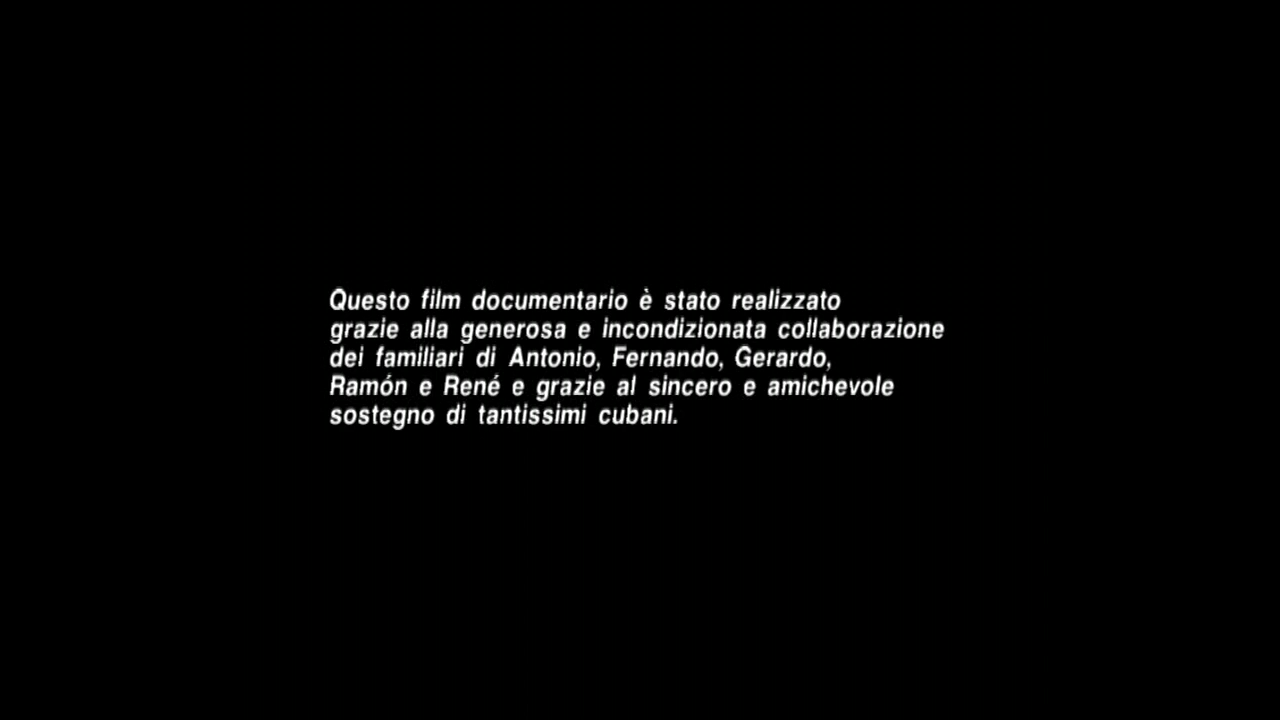 Questo film documentario è stato realizzato
grazie alla generosa e incondizionata collaborazione
dei familiari di Antonio, Fernando, Gerardo,
Ramón e René e grazie al sincero e amichevole
sostegno di tantissimi cubani.